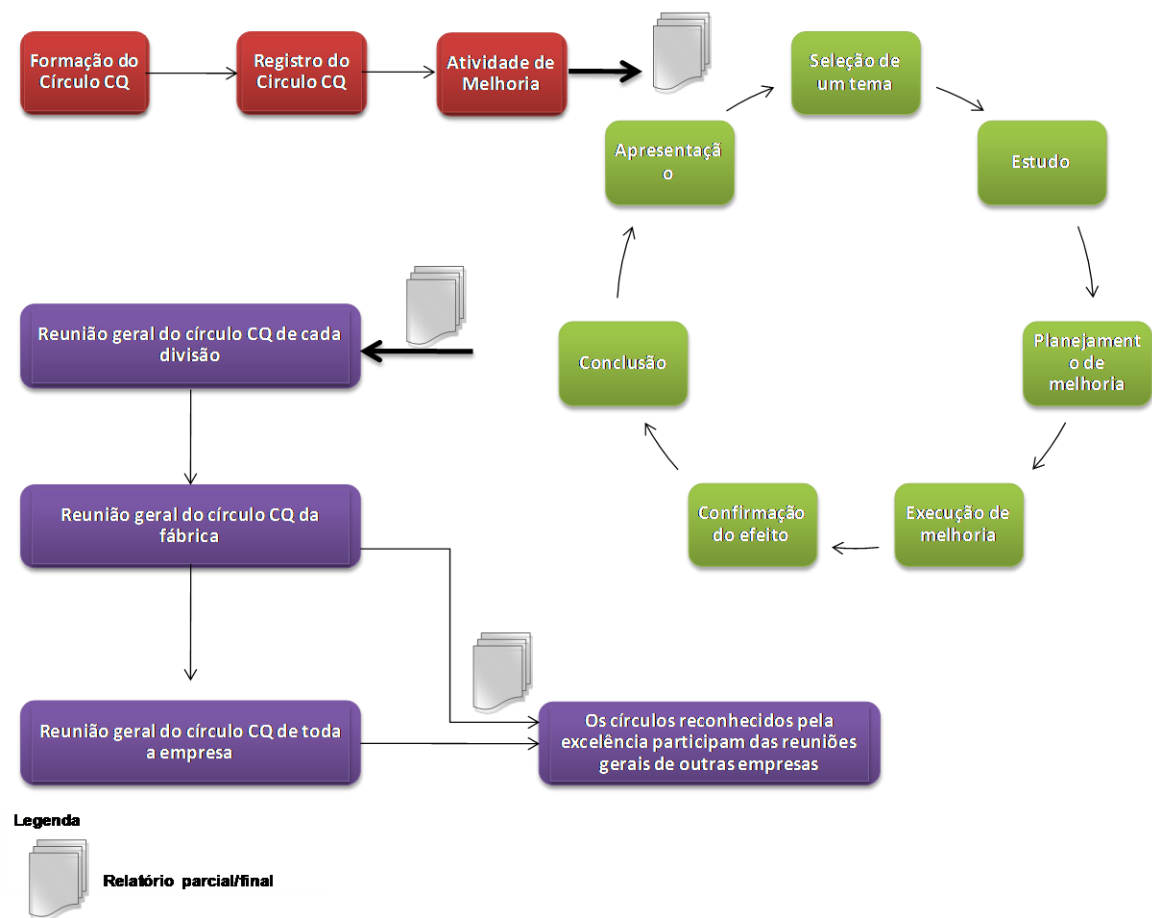 Formação do
Círculo CQ
Registro do
Circulo CQ
Atividade de
Melhoria
Seleção de
um tema
Apresentaçã
o
Estudo
Reunião geral do círculo CQ de cada
divisão
Conclusão
Planejament
o de
melhoria
Reunião geral do círculo CQ da
fábrica
Confirmação
do efeito
Execução de
melhoria
Reunião geral do círculo CQ de toda
a empresa
Os círculos reconhecidos pela
excelência participam das reuniões
gerais de outras empresas
Legenda
Relatório parcial/final